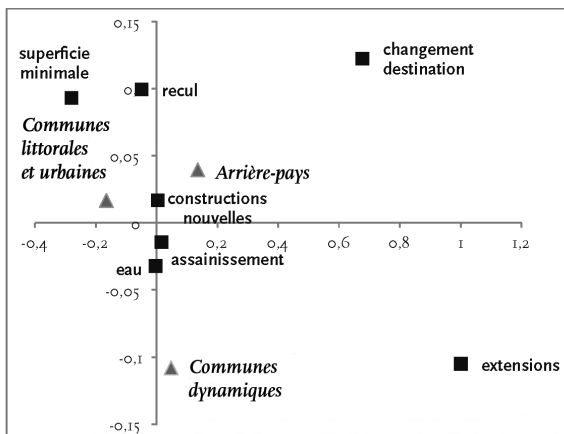 0,15
superficie
minimale
changement
destination
0,1
recul
Communes
littorales
et urbaines
0,05
Arrière-pays
constructions
nouvelles
0
-0,4 -0,2 0,2 0,4 0,6 0,8 1 1,2
assainissement
eau
-0,05
-0,1
Communes
dynamiques
extensions
-0,15